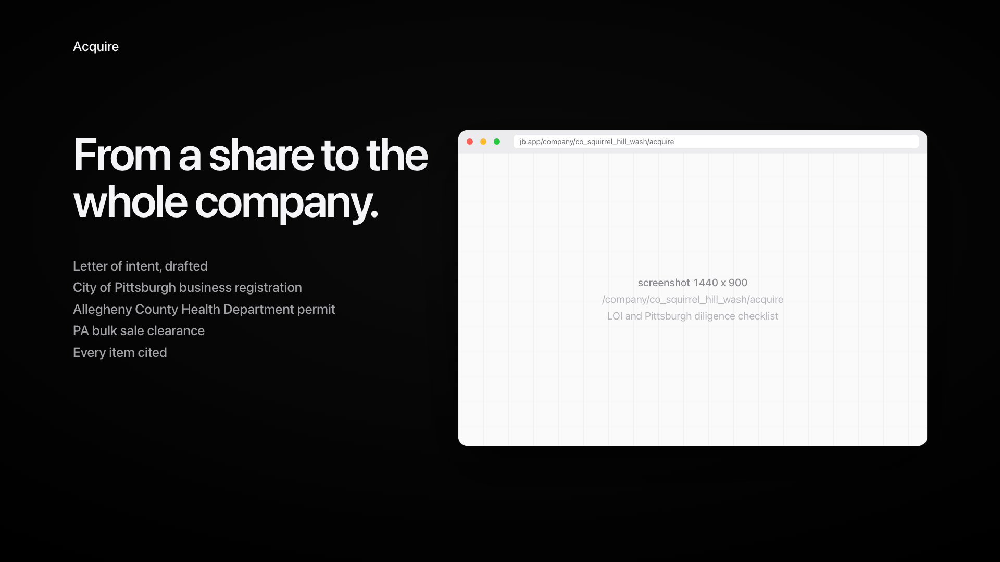 Acquire
From a share to the
whole company.
Letter of intent, drafted
City of Pittsburgh business registration
Allegheny County Health Department permit
PA bulk sale clearance
Every item cited
jb.app/company/co_squirrel_hill_wash/acquire
screenshot 1440 x 900
/company/co_squirrel_hill_wash/acquire
LOI and Pittsburgh diligence checklist